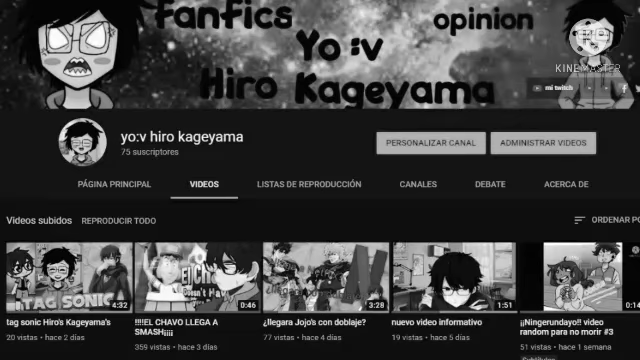 fanfics
opinion
Yo :v
Hiro Kageyama
KINEMASTER
mi twitch
yo:v hiro kageyama
75 suscriptores
PERSONALIZAR CANAL
ADMINISTRAR VIDEOS
PÁGINA PRINCIPAL
VIDEOS
LISTAS DE REPRODUCCIÓN
CANALES
DEBATE
ACERCA DE
Videos subidos
REPRODUCIR TODO
ORDENAR PO
TAG SONIC
4:32
0:46
3:28
1:51
0:14
tag sonic Hiro's Kageyama's
20 vistas • hace 2 días
!!!!EL CHAVO LLEGA A
SMASH¡¡¡¡
359 vistas • hace 3 días
¿llegara Jojo's con doblaje?
77 vistas • hace 4 días
nuevo video informativo
19 vistas • hace 5 días
¡¡Ningerundayo!! video
random para no morir #3
51 vistas • hace 1 semana
Subtítulos